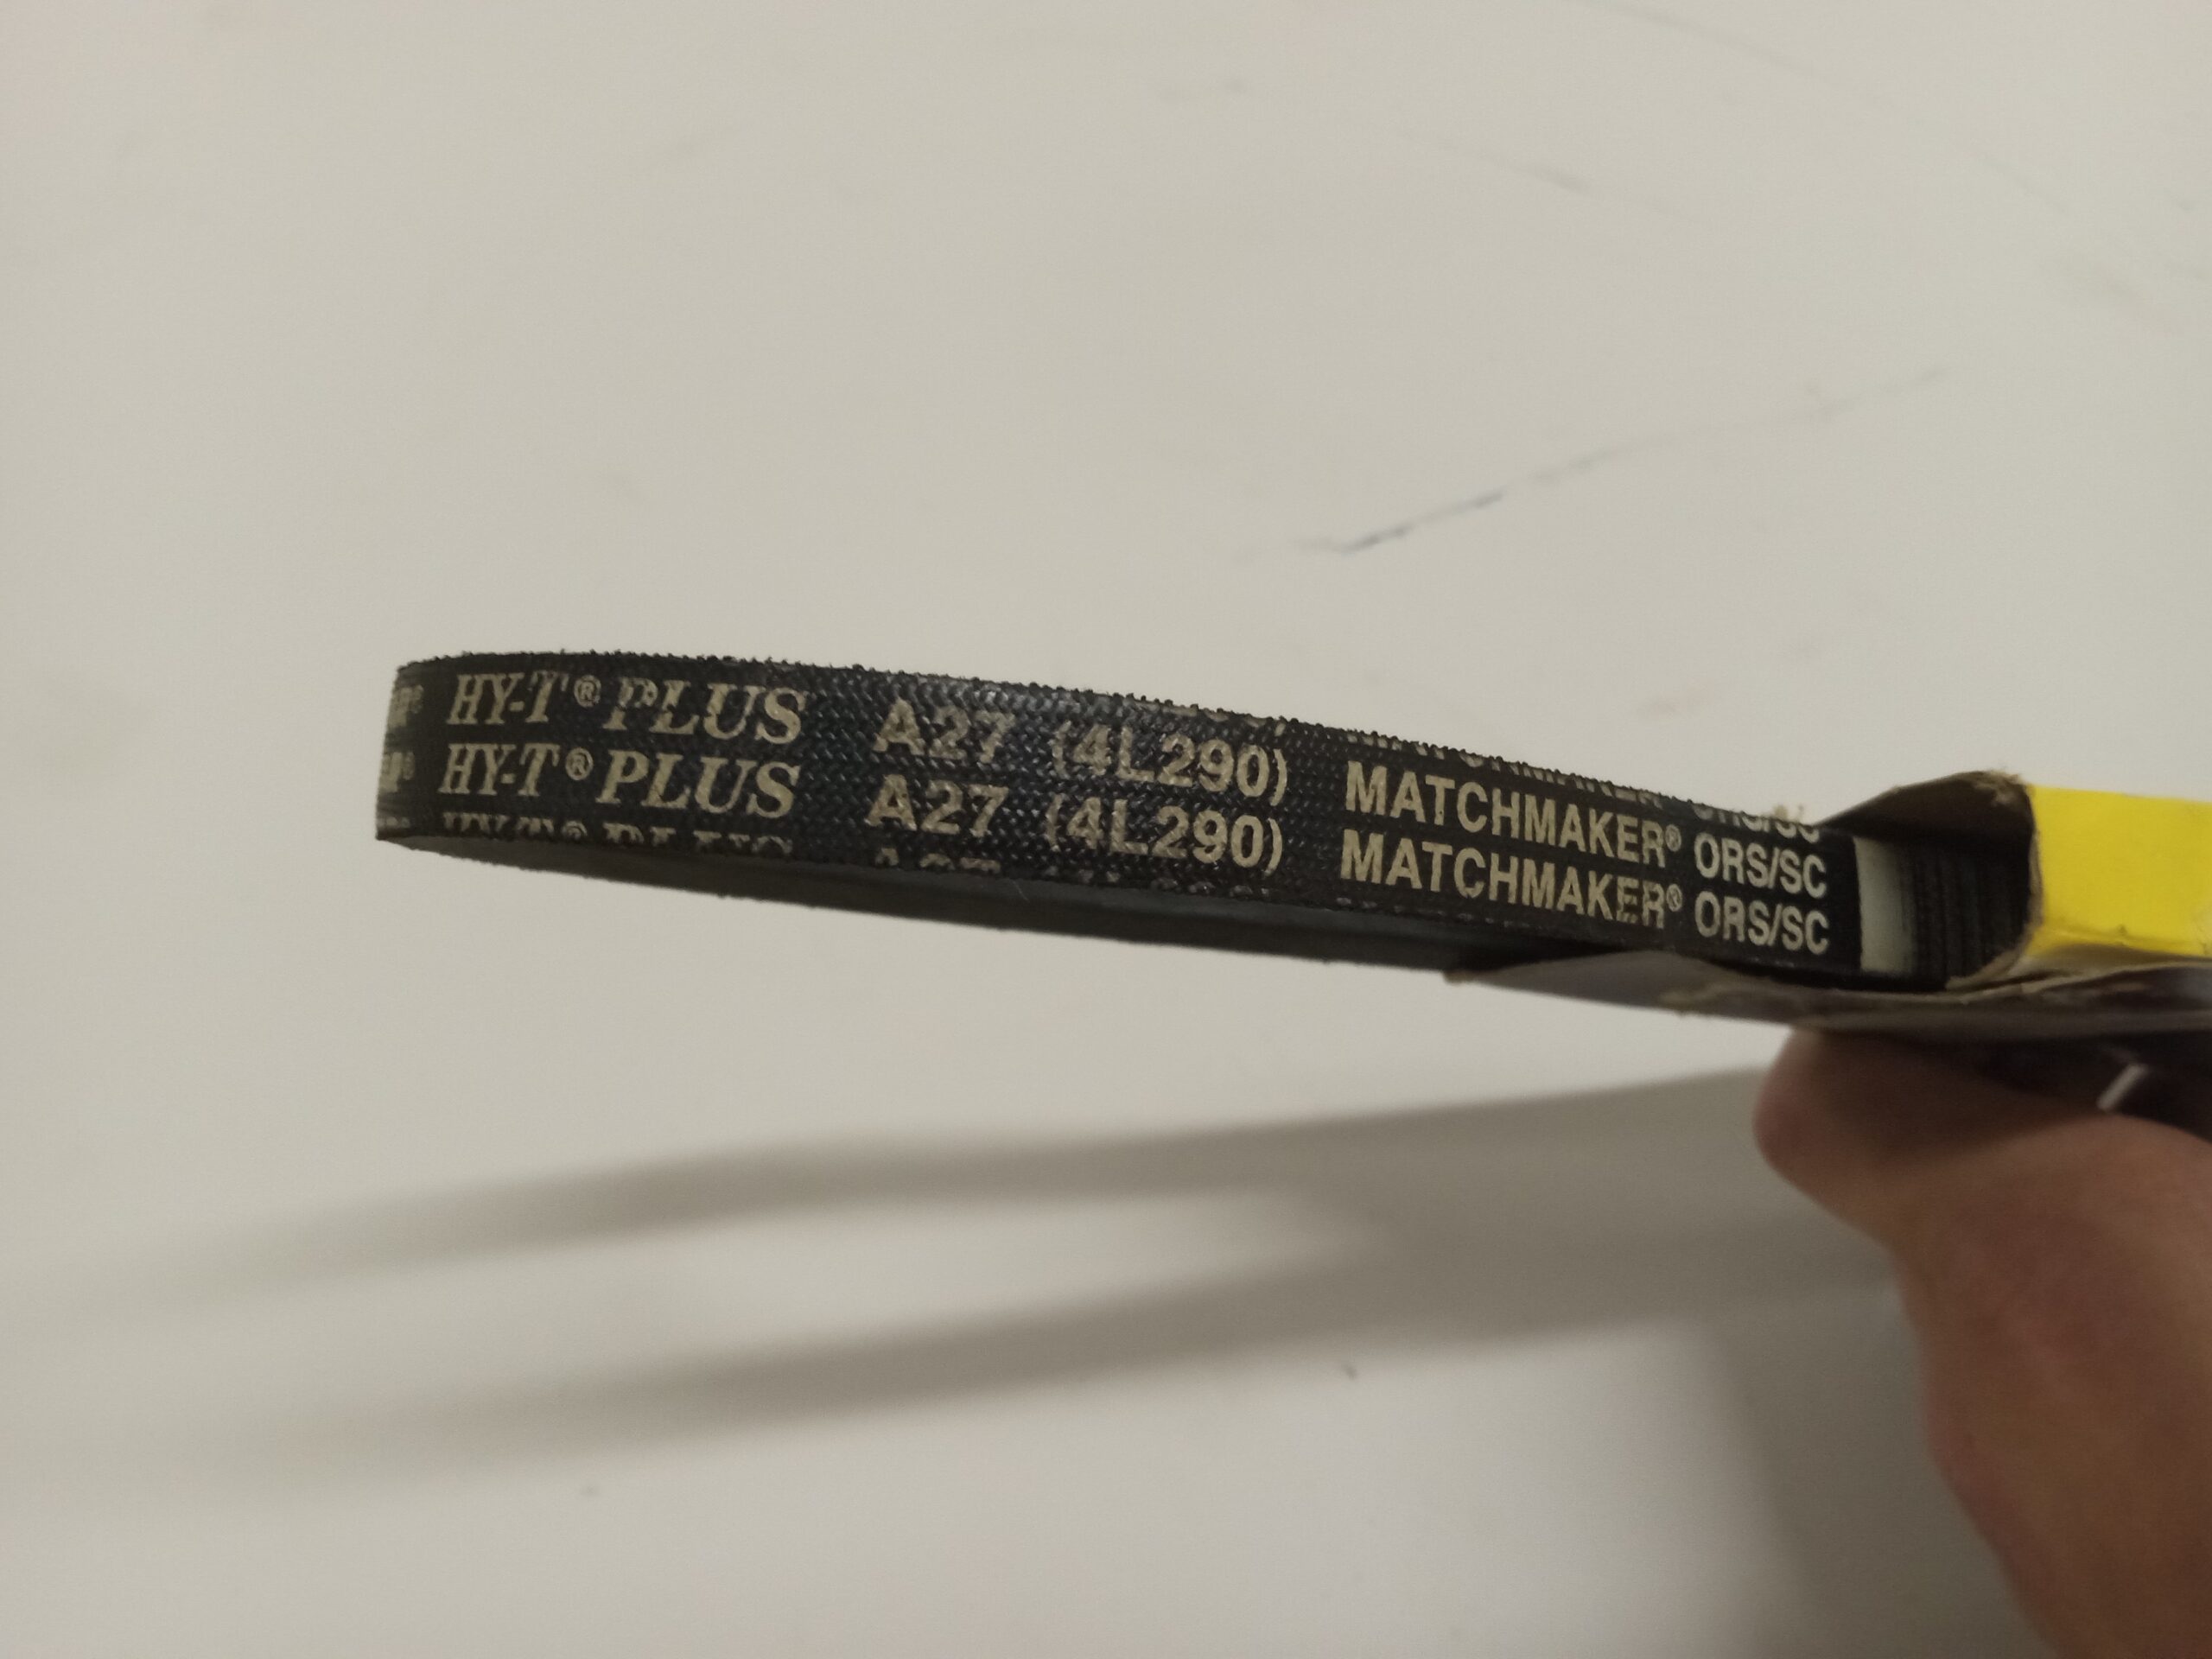 HY-T® PLUS A27 (4L290) MATCHMAKER® ORS/SC
HY-T® PLUS A27 (4L290) MATCHMAKER® ORS/SC